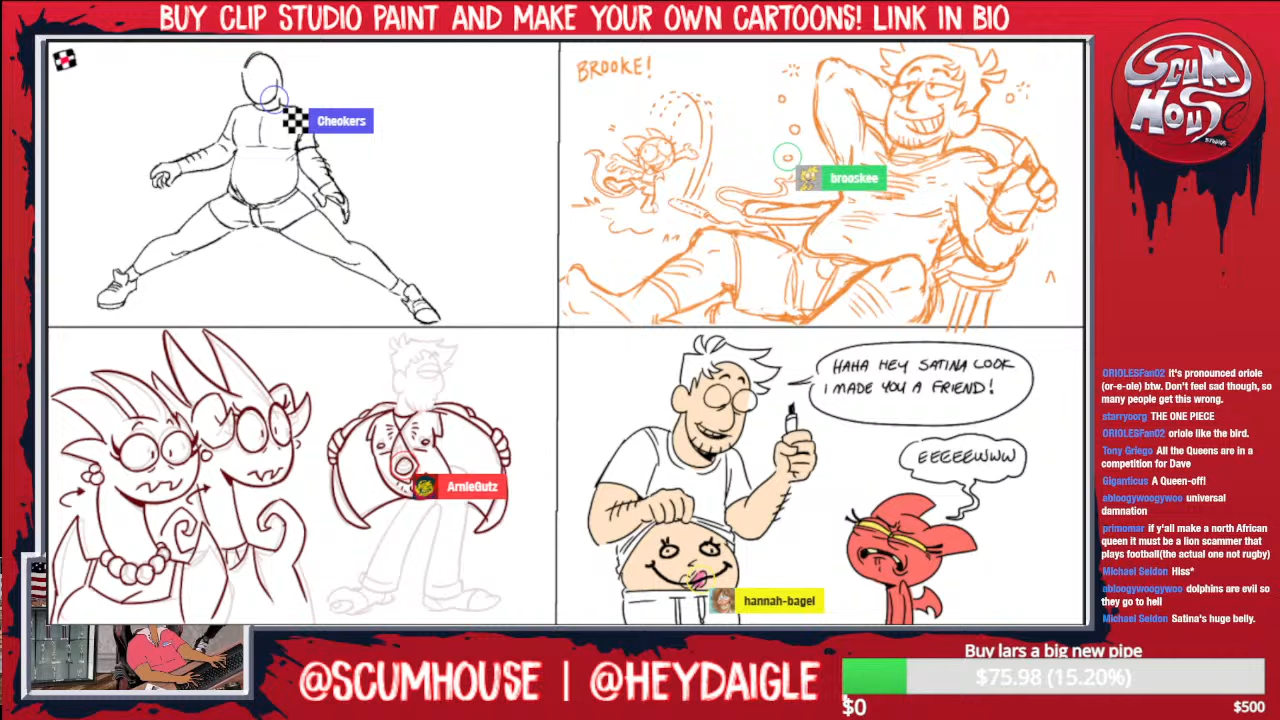 BUY CLIP STUDIO PAINT AND MAKE YOUR OWN CARTOONS! LINK IN BIO
SCUM
HOUSE
STUDIOS
Cheokers
BROOKE!
brooskee
ArnieGutz
HAHA HEY SATINA LOOK
I MADE YOU A FRIEND!
EEEEEWWW
hannah-bagel
ORIOLESFan02 it's pronounced oriole
(or-e-ole) btw. Don't feel sad though, so
many people get this wrong.
starryborg THE ONE PIECE
ORIOLESFan02 oriole like the bird.
Tony Griego All the Queens are in a
competition for Dave
Giganticus A Queen-off!
abloogywoogywoo universal
damnation
primomar if y'all make a north African
queen it must be a lion scammer that
plays football(the actual one not rugby)
Michael Seldon Hiss*
abloogywoogywoo dolphins are evil so
they go to hell
Michael Seldon Satina's huge belly.
@SCUMHOUSE | @HEYDAIGLE
Buy lars a big new pipe
$75.98 (15.20%)
$0
$500